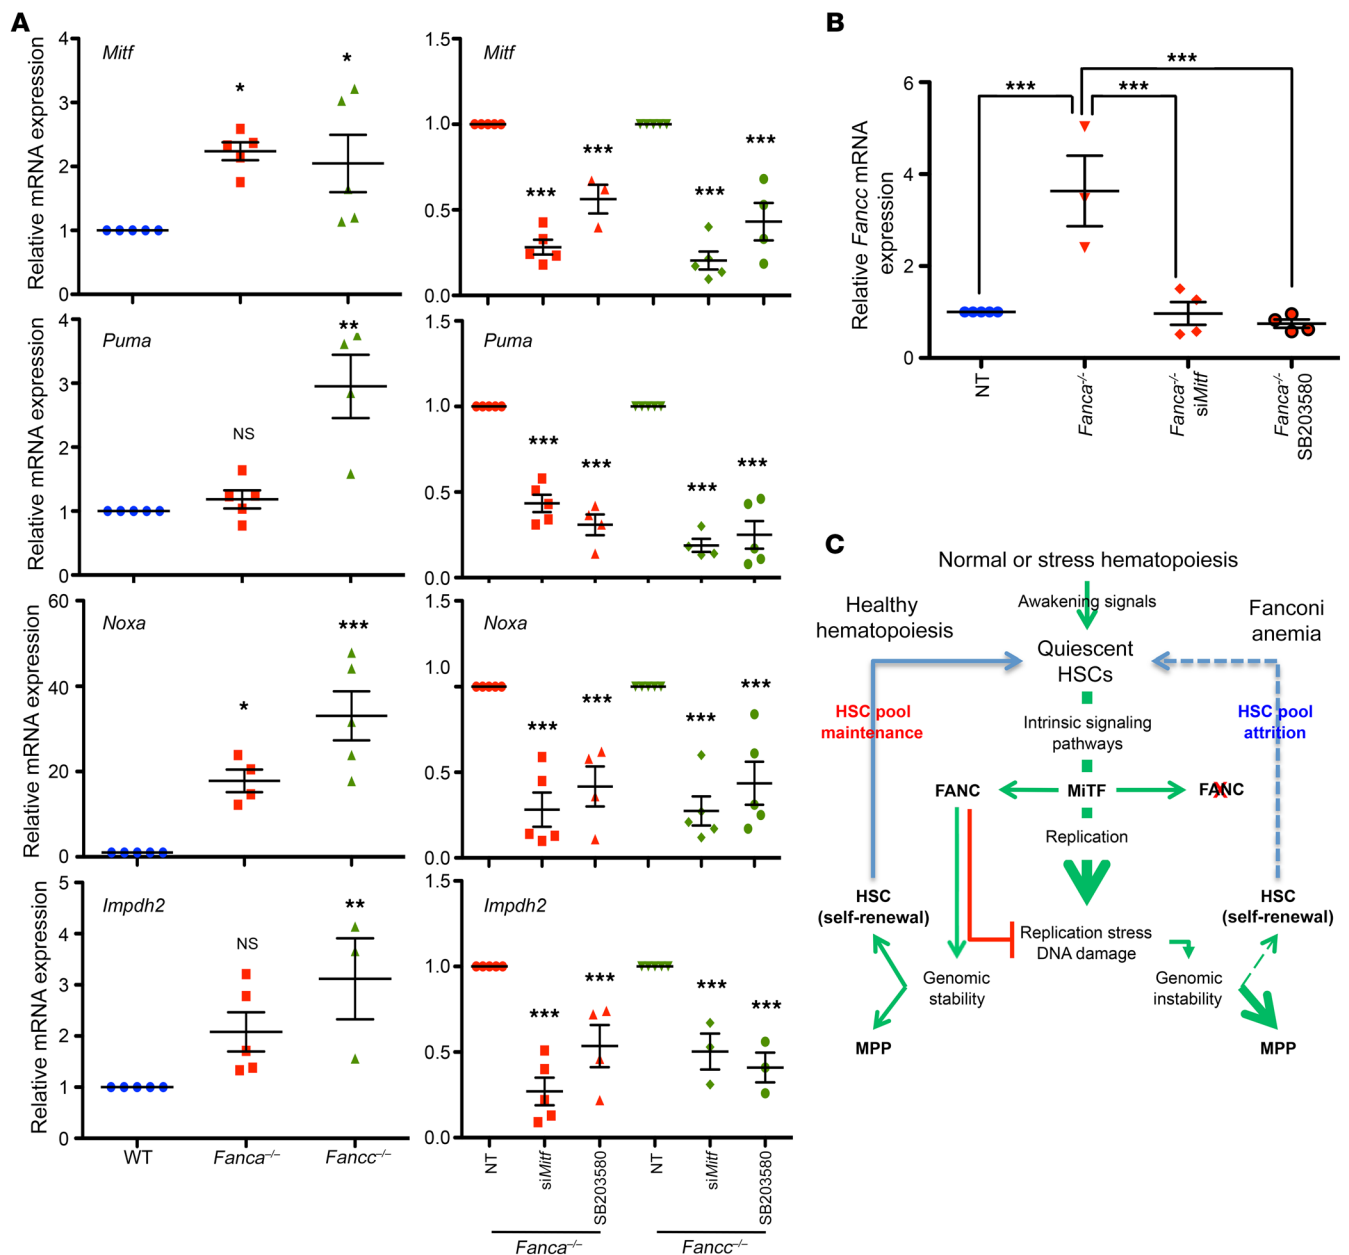 A
Relative mRNA expression
4
3
2
1
0
Mitf
*
*
1.5
1.0
0.5
0.0
Mitf
***
***
***
***
Relative mRNA expression
4
3
2
1
0
Puma
NS
**
1.5
1.0
0.5
0.0
Puma
***
***
***
***
Relative mRNA expression
60
40
20
0
Noxa
*
***
1.5
1.0
0.5
0.0
Noxa
***
***
***
***
Relative mRNA expression
5
4
3
2
1
0
Impdh2
NS
**
WT
Fanca–/–
Fancc–/–
1.5
1.0
0.5
0.0
Impdh2
***
***
***
***
NT
siMitf
SB203580
NT
siMitf
SB203580
Fanca–/–
Fancc–/–
B
Relative Fancc mRNA
expression
6
4
2
0
***
***
***
NT
Fanca-/-
Fanca-/-
siMitf
Fanca-/-
SB203580
C
Normal or stress hematopoiesis
Awakening signals
Healthy
hematopoiesis
Fanconi
anemia
Quiescent
HSCs
HSC pool
maintenance
Intrinsic signaling
pathways
HSC pool
attrition
FANC
MiTF
FANC
X
Replication
HSC
(self-renewal)
HSC
(self-renewal)
Replication stress
DNA damage
Genomic
stability
Genomic
instability
MPP
MPP